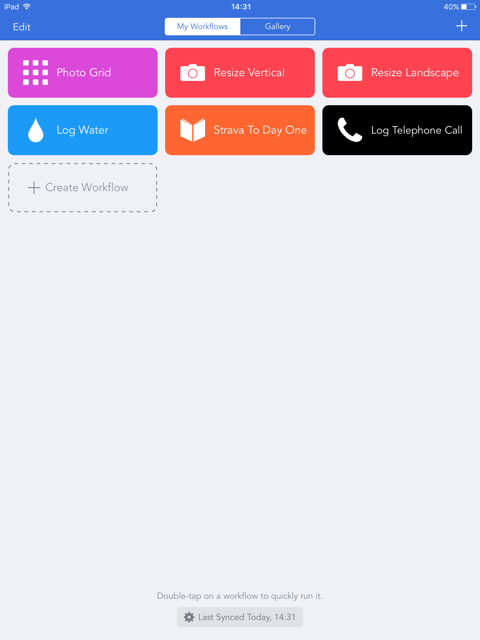 iPad 14:31 40%
Edit My Workflows Gallery
Photo Grid Resize Vertical Resize Landscape
Log Water Strava To Day One Log Telephone Call
Create Workflow
Double-tap on a workflow to quickly run it.
Last Synced Today, 14:31